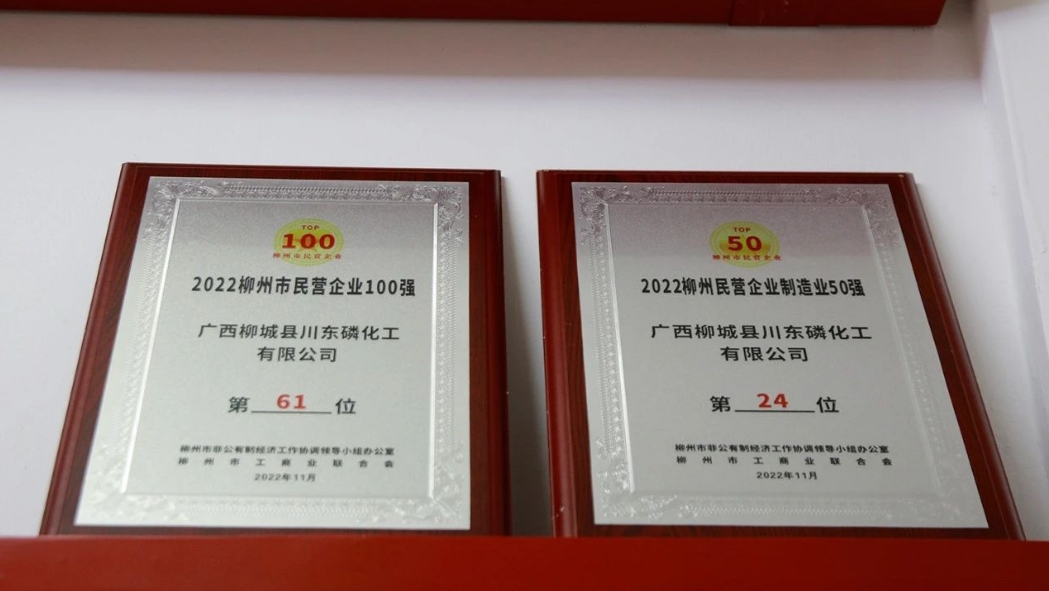 TOP
100
柳州市民营企业
2022柳州市民营企业100强
广西柳城县川东磷化工
有限公司
第 61 位
柳州市非公有制经济工作协调领导小组办公室
柳州市工商业联合会
2022年11月
TOP
50
柳州市民营企业
2022柳州民营企业制造业50强
广西柳城县川东磷化工
有限公司
第 24 位
柳州市非公有制经济工作协调领导小组办公室
柳州市工商业联合会
2022年11月